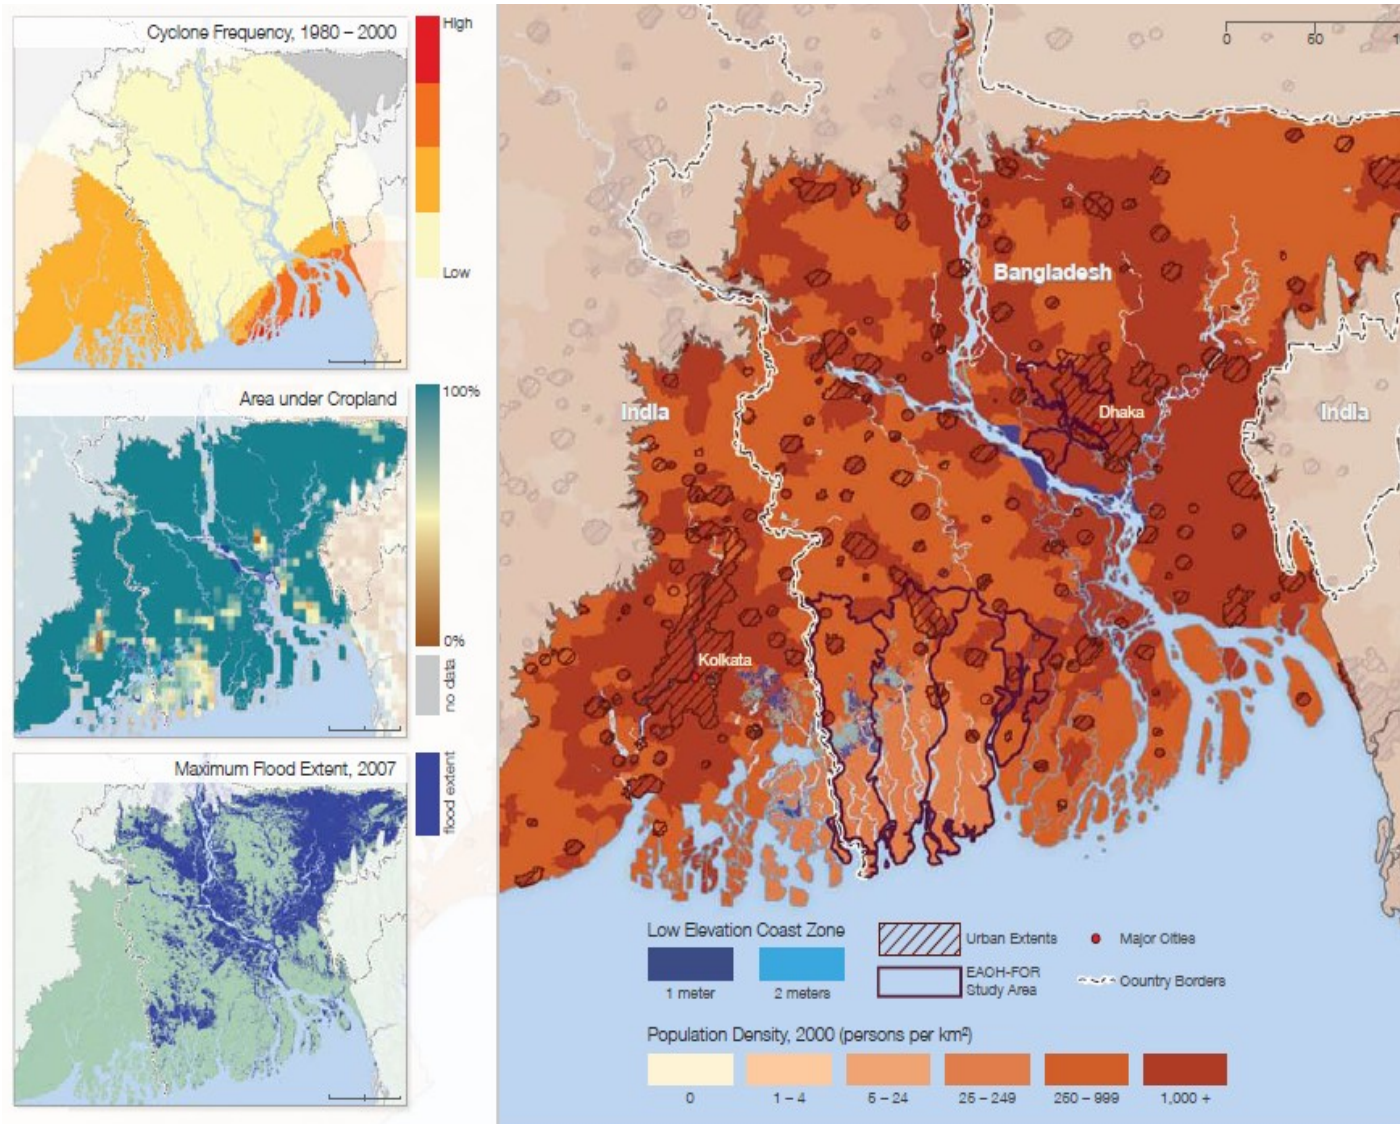 Cyclone Frequency, 1980 – 2000
High
Low
Area under Cropland
100%
0%
no data
Maximum Flood Extent, 2007
flood extent
0
60
Bangladesh
India
Dhaka
India
Kolkata
Low Elevation Coast Zone
1 meter
2 meters
Urban Extents
Major Cities
EACH-FOR
Study Area
Country Borders
Population Density, 2000 (persons per km²)
0
1 – 4
5 – 24
25 – 249
250 – 999
1,000 +